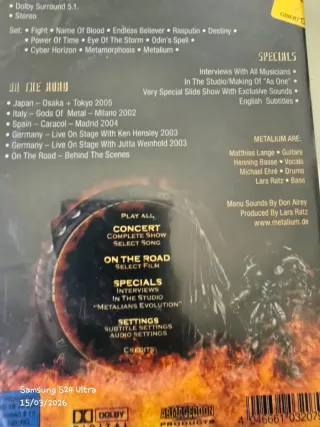 • Dolby Surround 5.1.
• Stereo
Set: • Fight • Name Of Blood • Endless Believer • Rasputin • Destiny •
• Power Of Time • Eye Of The Storm • Odin's Spell •
• Cyber Horizon • Metamorphosis • Metalium •
SPECIALS
Interviews With All Musicians •
In The Studio/Making Of "As One" •
Very Special Slide Show With Exclusive Sounds •
English Subtitles •
ON THE ROAD
• Japan – Osaka + Tokyo 2005
• Italy – Gods Of Metal – Milano 2002
• Spain – Caracol – Madrid 2004
• Germany – Live On Stage With Ken Hensley 2003
• Germany – Live On Stage With Jutta Weinhold 2003
• On The Road – Behind The Scenes
METALIUM ARE:
Matthias Lange • Guitars
Henning Basse • Vocals
Michael Ehré • Drums
Lars Ratz • Bass
Menu Sounds By Don Airey
Produced By Lars Ratz
www.metalium.de
PLAY ALL
CONCERT
COMPLETE SHOW
SELECT SONG
ON THE ROAD
SELECT FILM
SPECIALS
INTERVIEWS
IN THE STUDIO
"METALIANS EVOLUTION"
SETTINGS
SUBTITLE SETTINGS
AUDIO SETTINGS
CREDITS
Samsung S24 Ultra
15/03/2026
DOLBY
DIGITAL
ARMAGEDDON
PRODUCTS
4 046661 03207